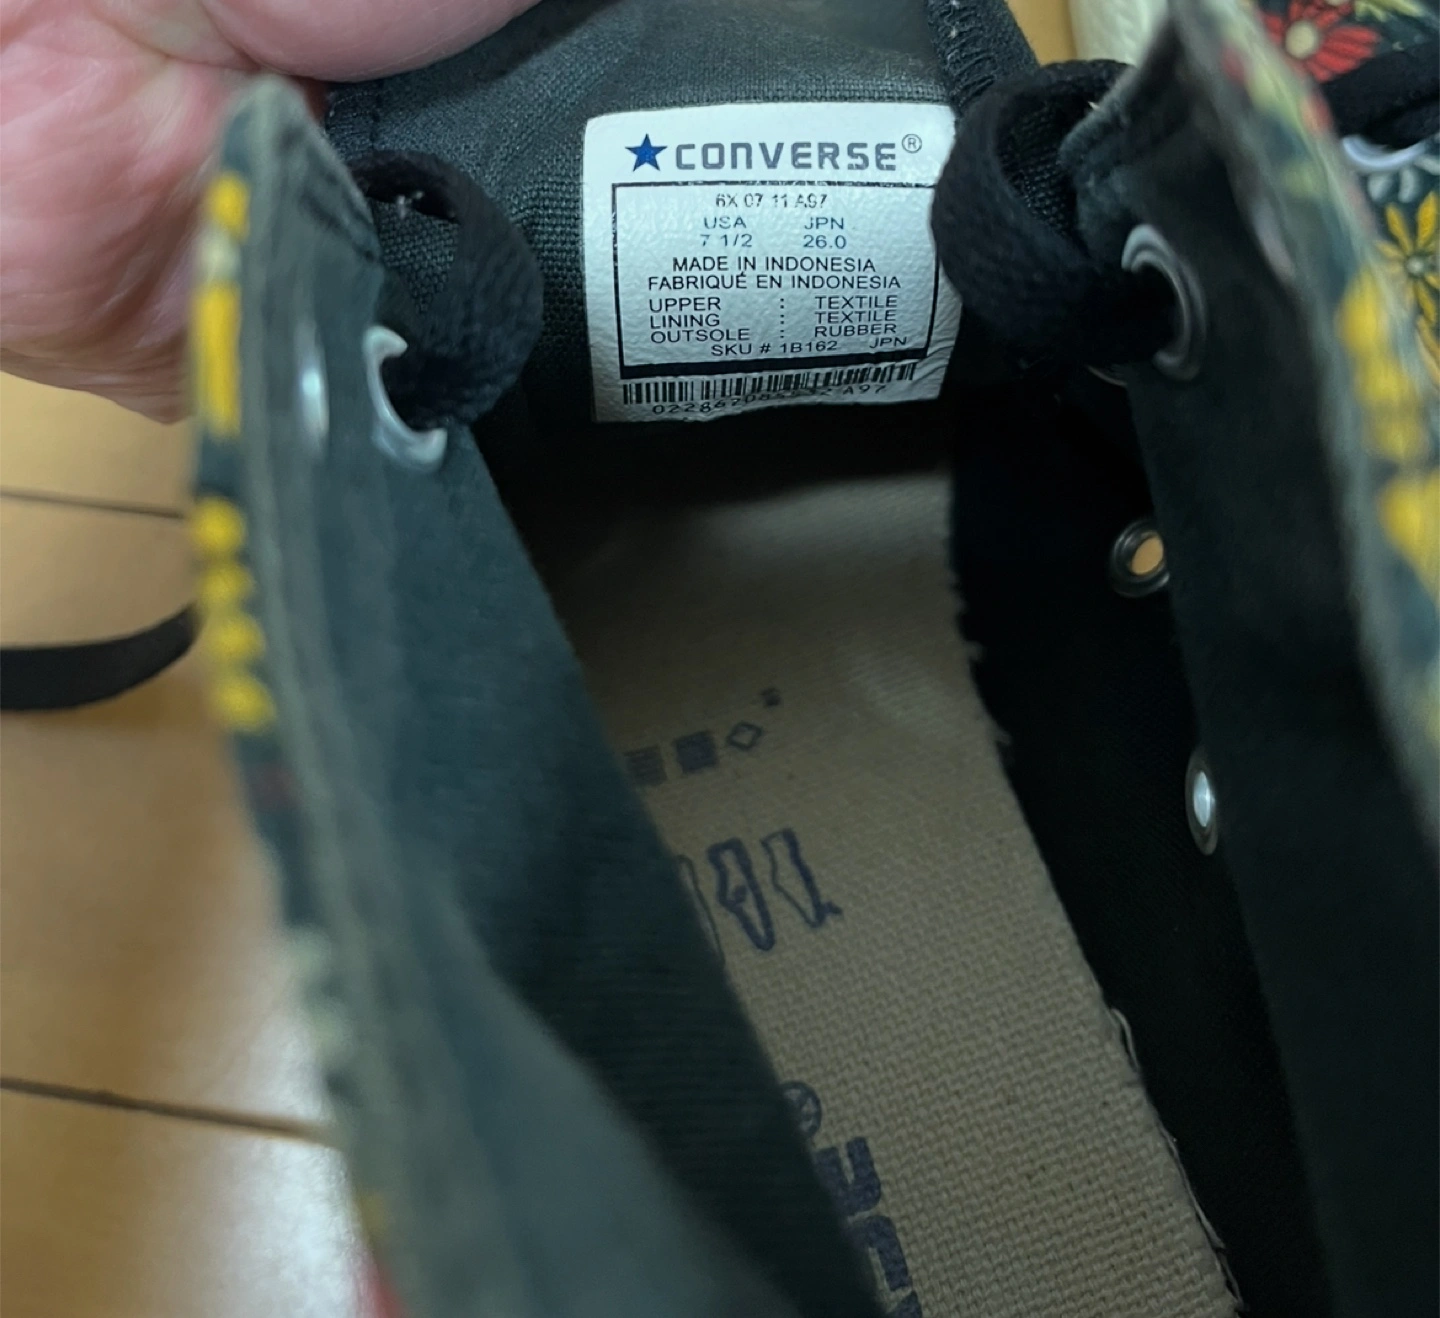 CONVERSE®
6X 07 11 A97
USA JPN
7 1/2 26.0
MADE IN INDONESIA
FABRIQUÉ EN INDONESIA
UPPER : TEXTILE
LINING : TEXTILE
OUTSOLE : RUBBER
SKU # 1B162 JPN
A97